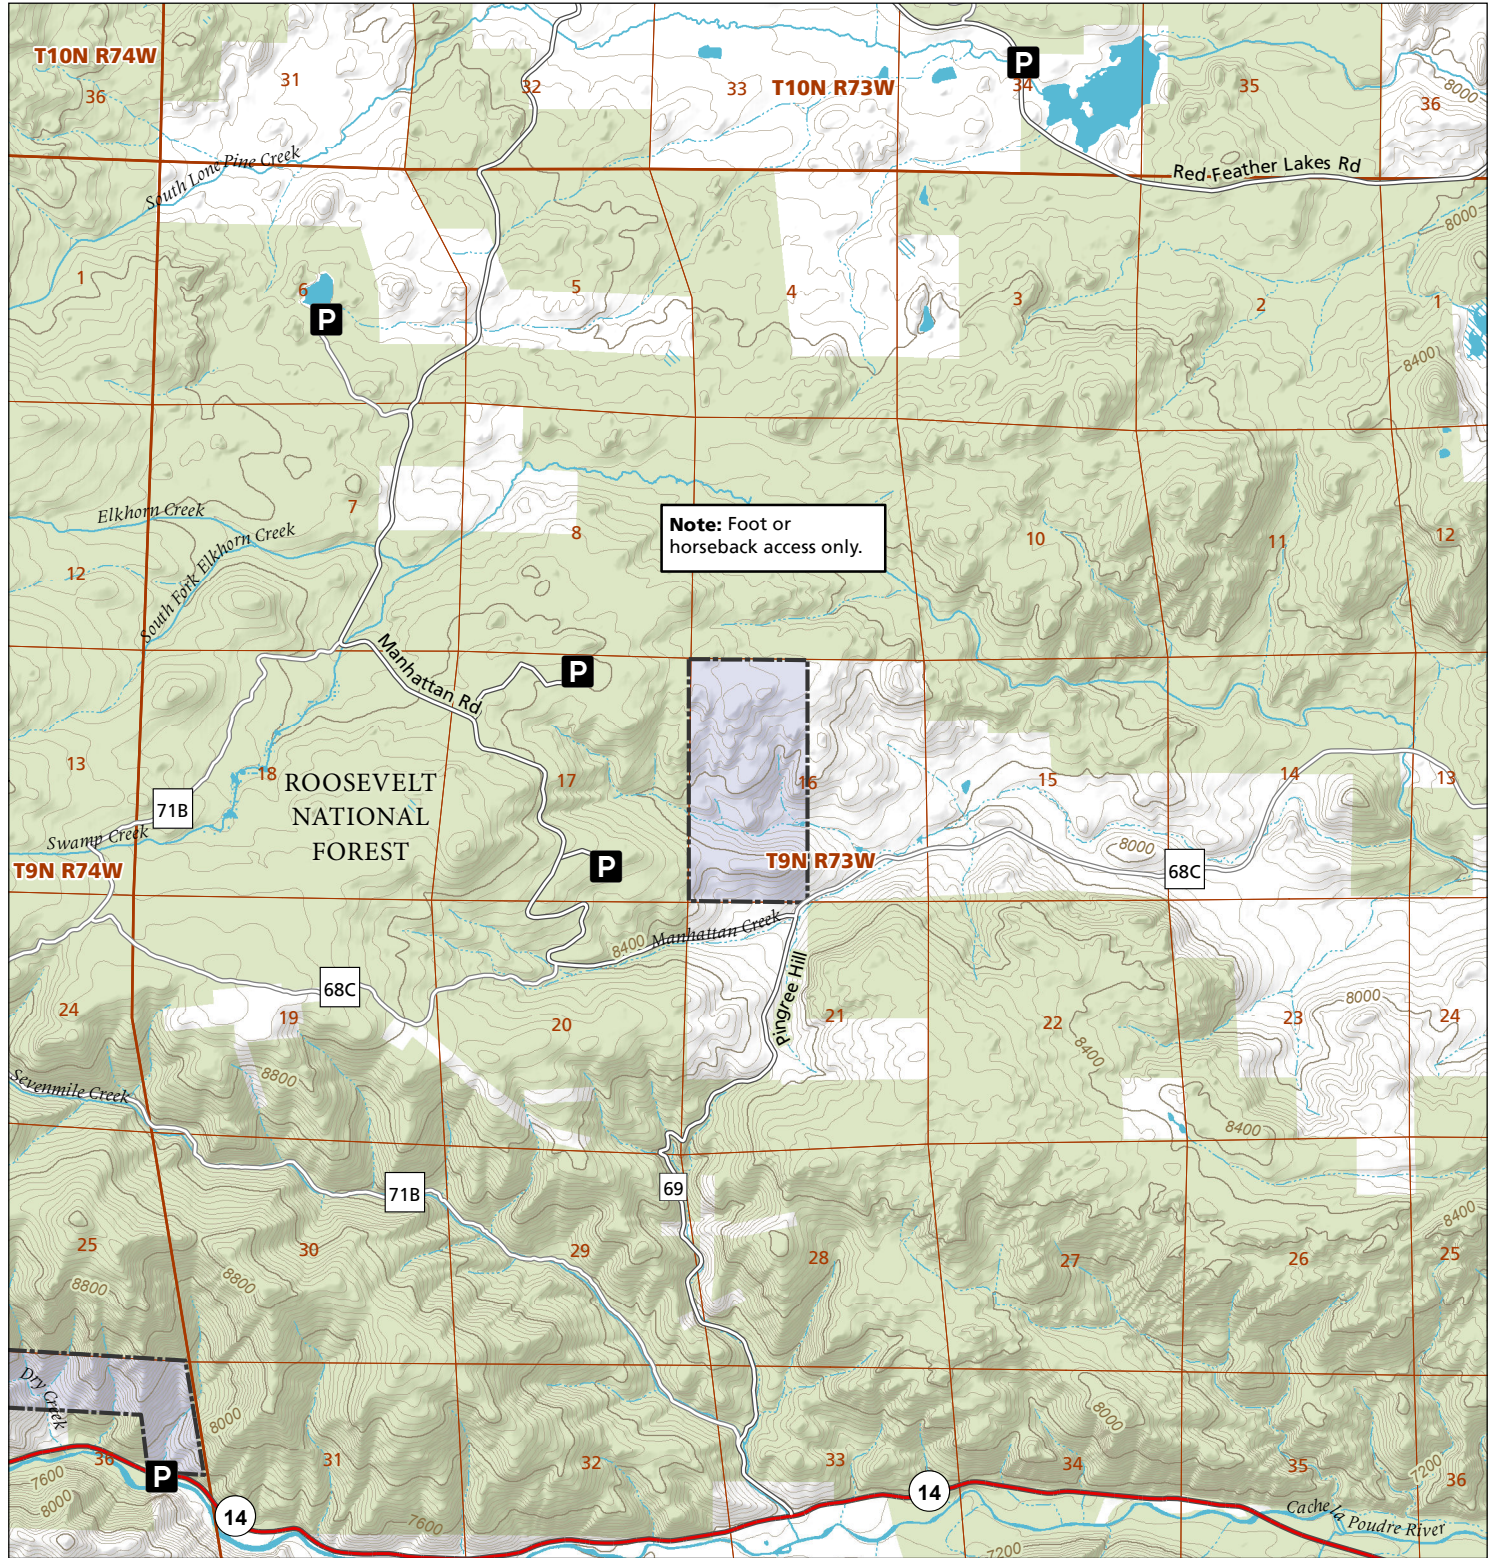 T10N R74W
36
31
32
33
T10N R73W
P
34
35
36
8000
South Lone Pine Creek
Red Feather Lakes Rd
8000
1
6
P
5
4
3
2
1
8400
7
8
Elkhorn Creek
South Fork Elkhorn Creek
12
Note: Foot or
horseback access only.
10
11
12
Manhattan Rd
P
13
18
ROOSEVELT
NATIONAL
FOREST
17
16
15
14
13
71B
Swamp Creek
T9N R74W
P
T9N R73W
8000
68C
8400
Manhattan Creek
Pingree Hill
24
68C
19
20
21
22
8400
23
8000
24
Sevenmile Creek
8800
8400
71B
69
25
8800
30
8800
29
28
27
26
8400
25
Dry Creek
8000
8000
36
P
31
32
33
34
35
7200
36
7600
8000
14
7600
14
7200
Cache la Poudre River